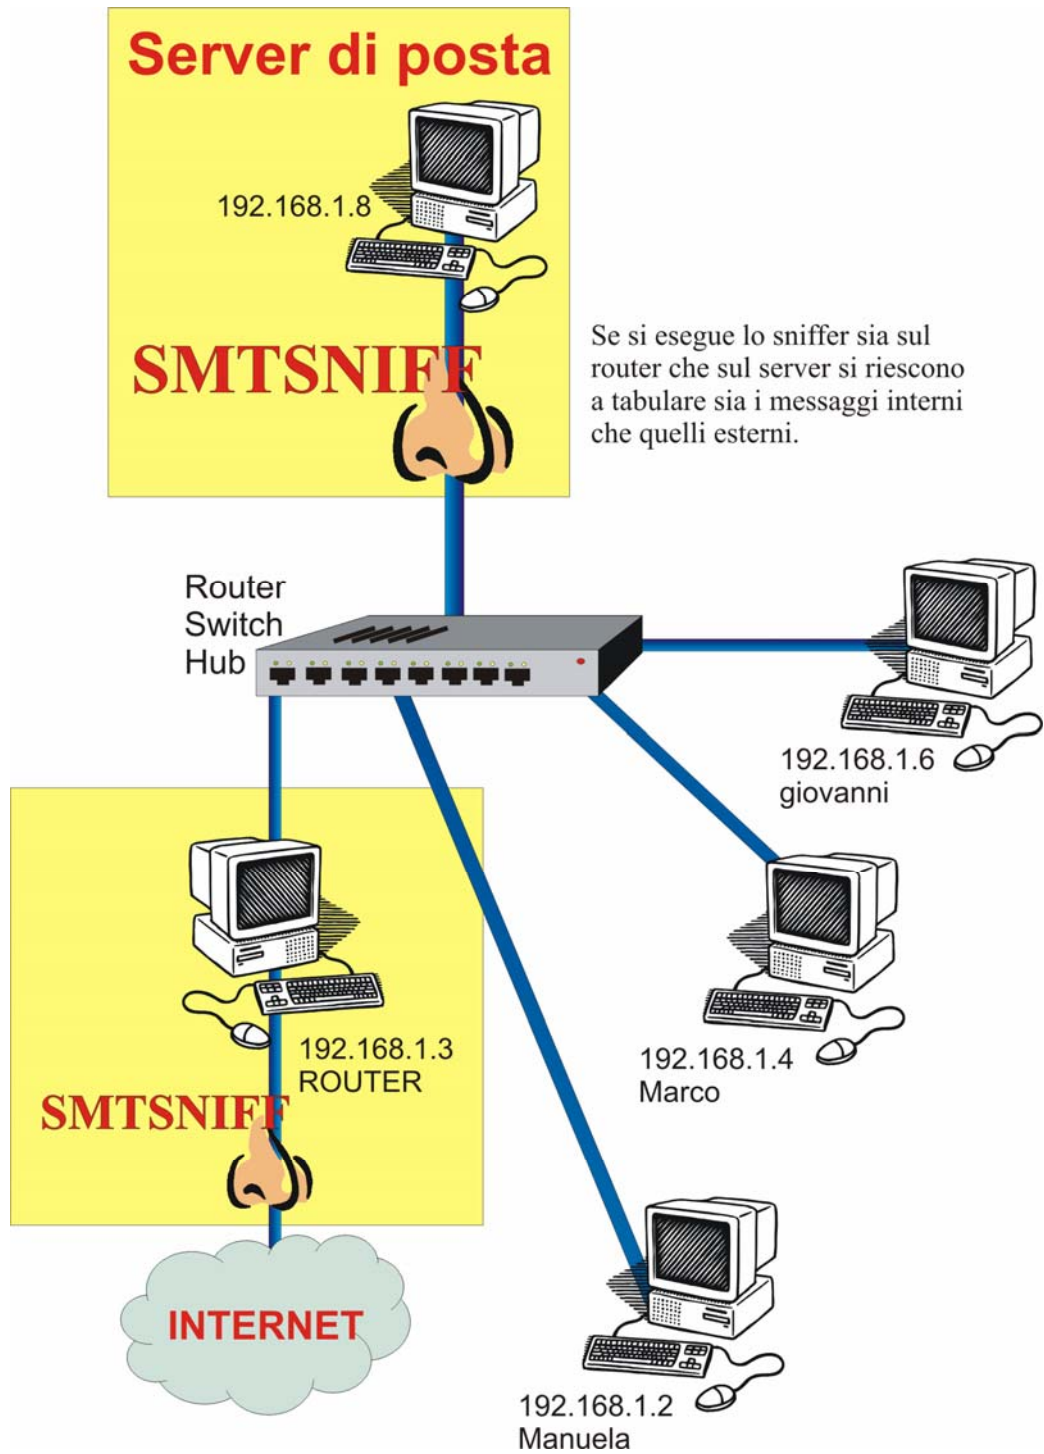 Server di posta
192.168.1.8
SMTSNIFF
Se si esegue lo sniffer sia sul
router che sul server si riescono
a tabulare sia i messaggi interni
che quelli esterni.
Router
Switch
Hub
192.168.1.6
giovanni
192.168.1.3
ROUTER
192.168.1.4
Marco
SMTSNIFF
INTERNET
192.168.1.2
Manuela